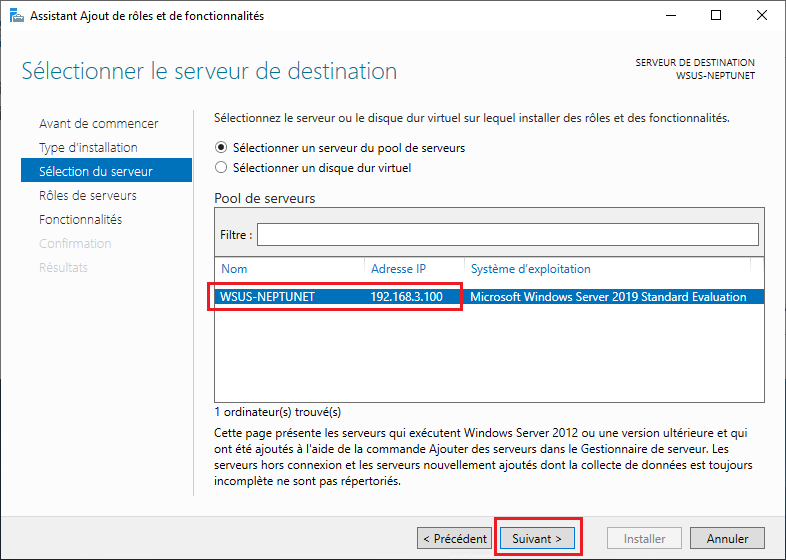 Assistant Ajout de rôles et de fonctionnalités
Sélectionner le serveur de destination
SERVEUR DE DESTINATION
WSUS-NEPTUNET
Avant de commencer
Type d'installation
Sélection du serveur
Rôles de serveurs
Fonctionnalités
Confirmation
Résultats
Sélectionnez le serveur ou le disque dur virtuel sur lequel installer des rôles et des fonctionnalités.
Sélectionner un serveur du pool de serveurs
Sélectionner un disque dur virtuel
Pool de serveurs
Filtre :
Nom Adresse IP Système d'exploitation
WSUS-NEPTUNET 192.168.3.100 Microsoft Windows Server 2019 Standard Evaluation
1 ordinateur(s) trouvé(s)
Cette page présente les serveurs qui exécutent Windows Server 2012 ou une version ultérieure et qui
ont été ajoutés à l'aide de la commande Ajouter des serveurs dans le Gestionnaire de serveur. Les
serveurs hors connexion et les serveurs nouvellement ajoutés dont la collecte de données est toujours
incomplète ne sont pas répertoriés.
< Précédent Suivant > Installer Annuler